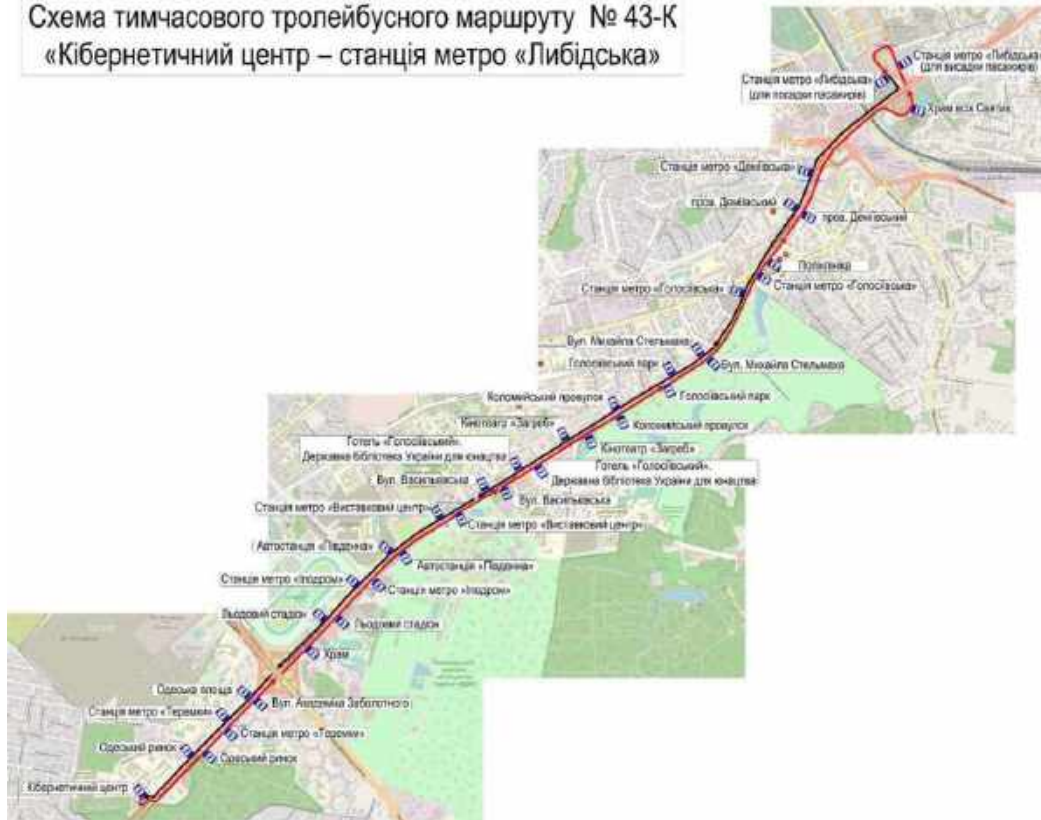 Схема тимчасового тролейбусного маршруту № 43-К
«Кібернетичний центр – станція метро «Либідська»
Станція метро «Либідська»
(для висадки пасажирів)
Станція метро «Либідська»
(для посадки пасажирів)
Храм всіх Святих
Станція метро «Деміївська»
пров. Деміївський
пров. Деміївський
Поліклініка
Станція метро «Голосіївська»
Станція метро «Голосіївська»
Вул. Михайла Стельмаха
Вул. Михайла Стельмаха
Голосіївський парк
Голосіївський парк
Коломийський провулок
Коломийський провулок
Кінотеатр «Загреб»
Кінотеатр «Загреб»
Готель «Голосіївський».
Державна бібліотека України для юнацтва
Готель «Голосіївський».
Державна бібліотека України для юнацтва
Вул. Васильківська
Вул. Васильківська
Станція метро «Виставковий центр»
Станція метро «Виставковий центр»
Автостанція «Південна»
Автостанція «Південна»
Станція метро «Іподром»
Станція метро «Іподром»
Льодовий стадіон
Льодовий стадіон
Храм
Одеська площа
Вул. Академіка Заболотного
Станція метро «Теремки»
Станція метро «Теремки»
Одеський ринок
Одеський ринок
Кібернетичний центр